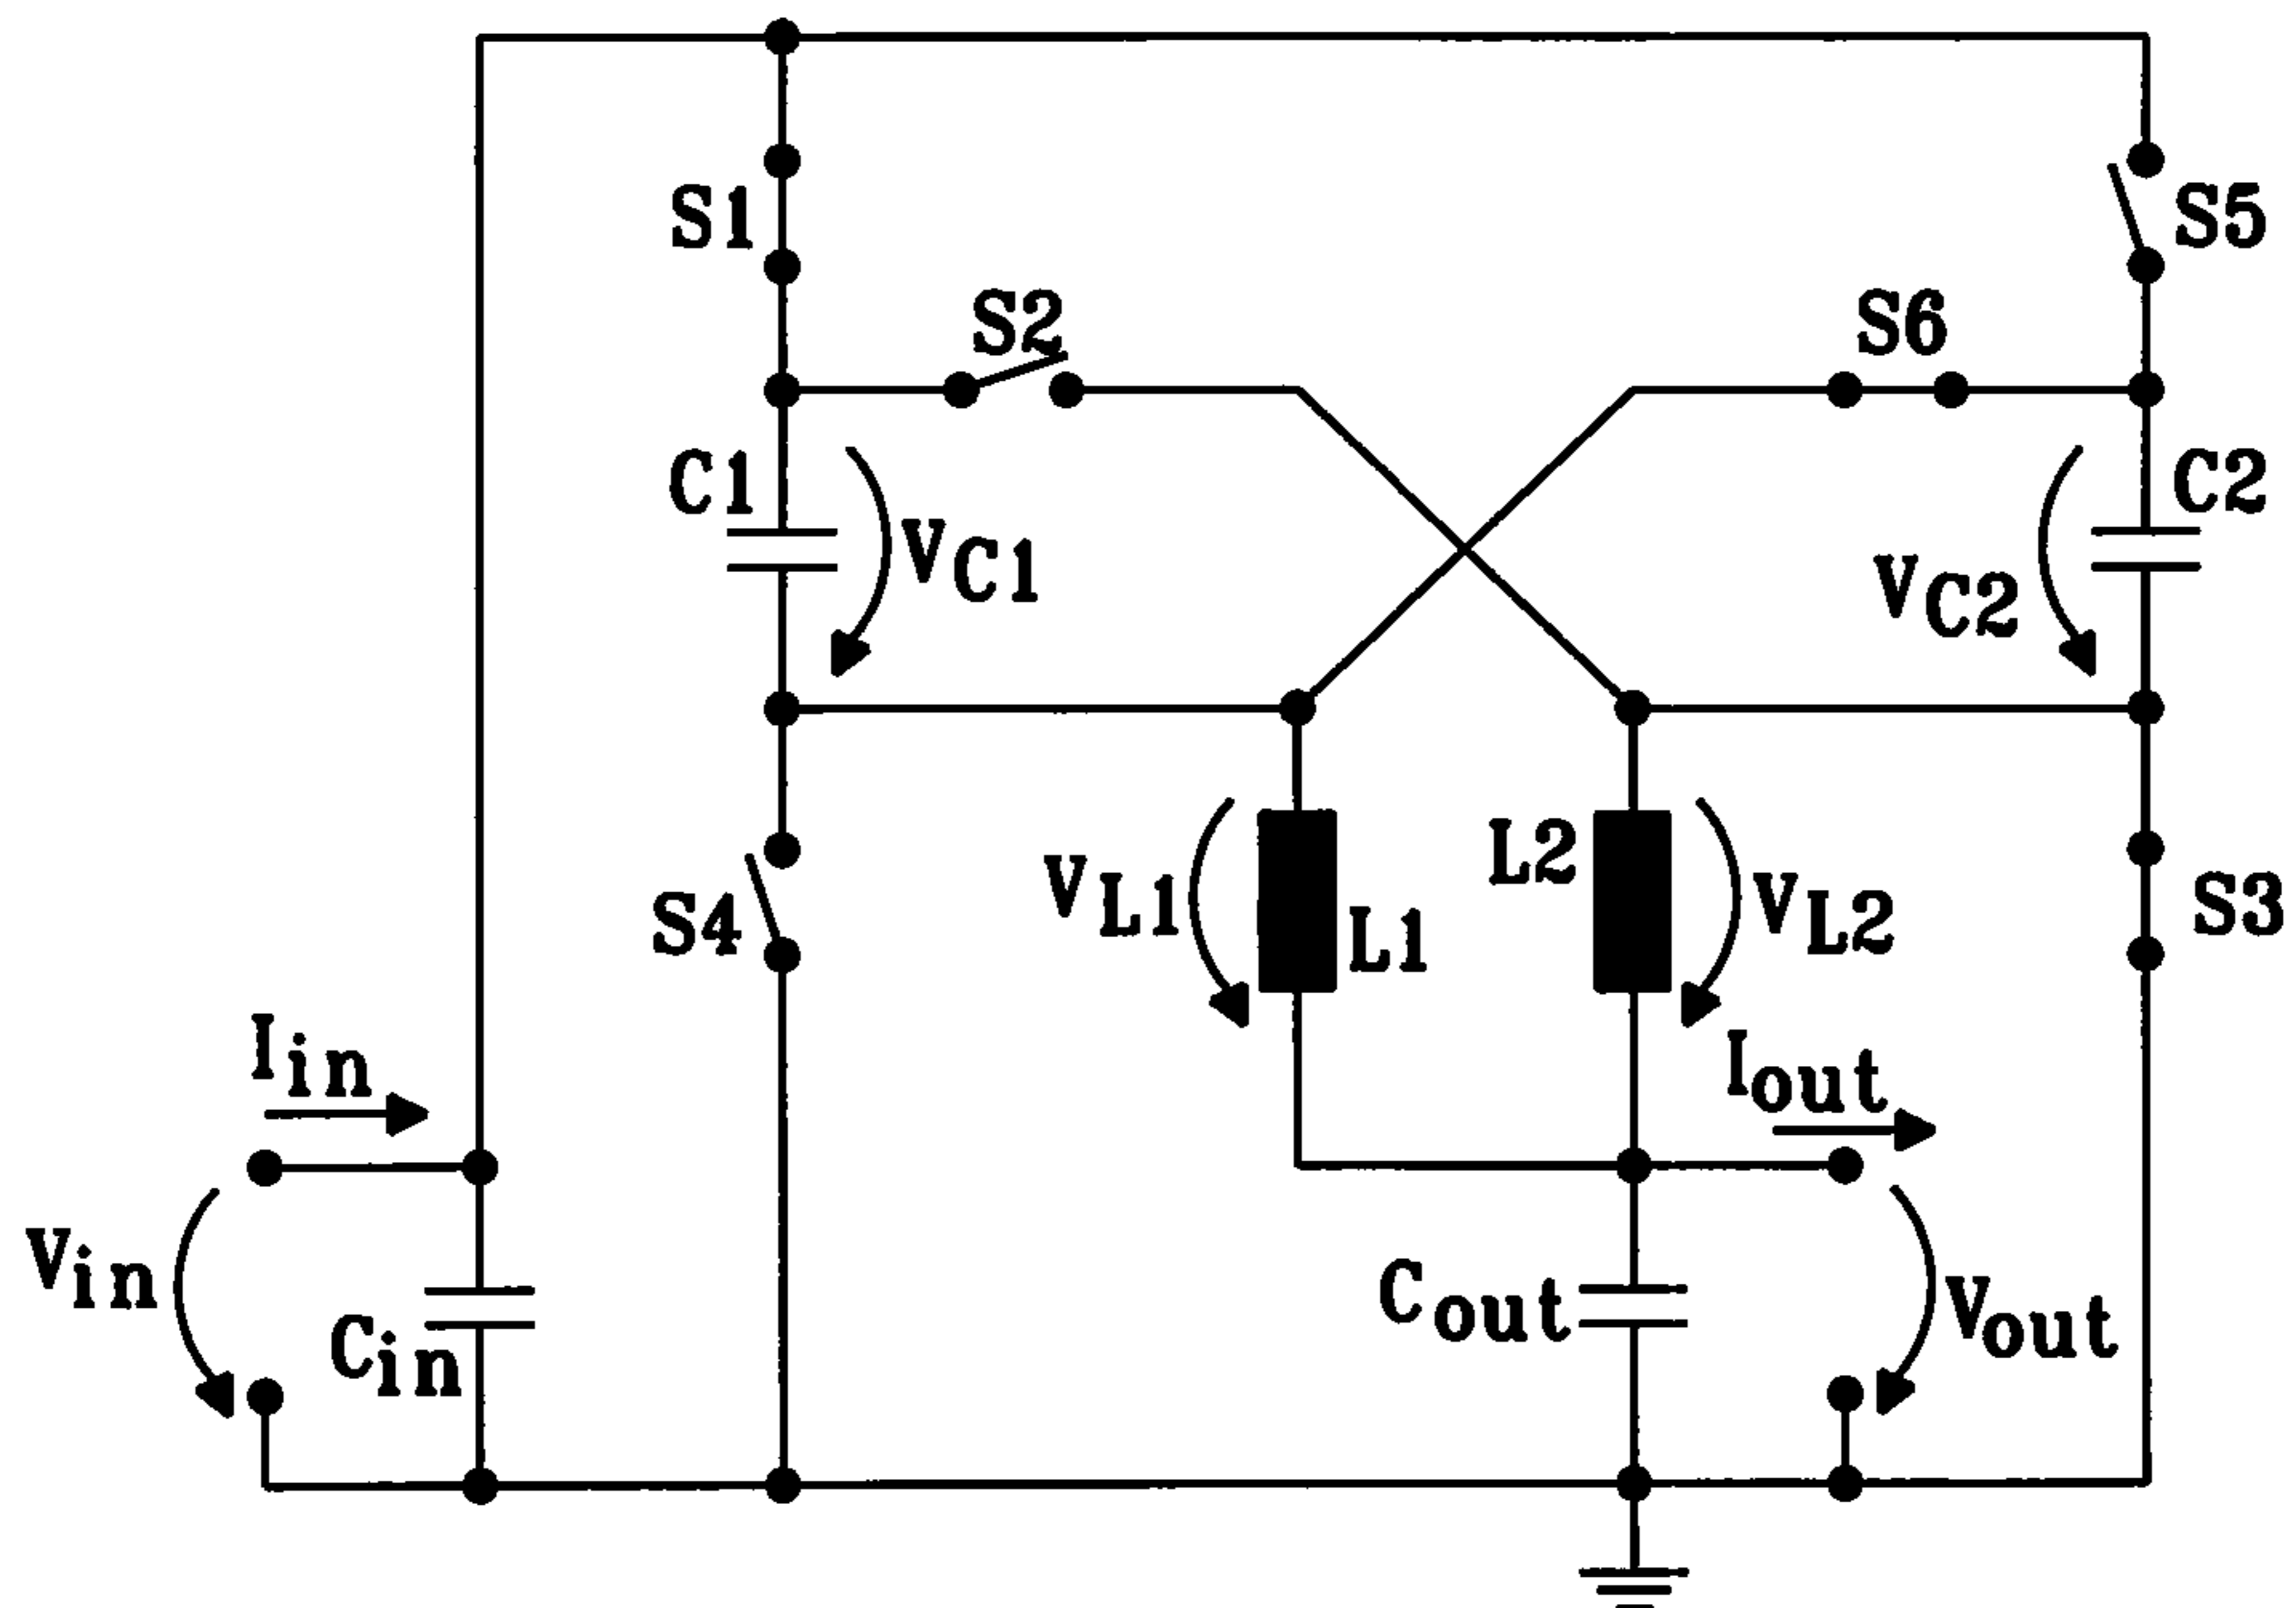 S1
S5
S2
S6
C1
C2
VC1
VC2
L2
VL1
VL2
S4
L1
S3
Iin
Iout
Vin
Cout
Vout
Cin